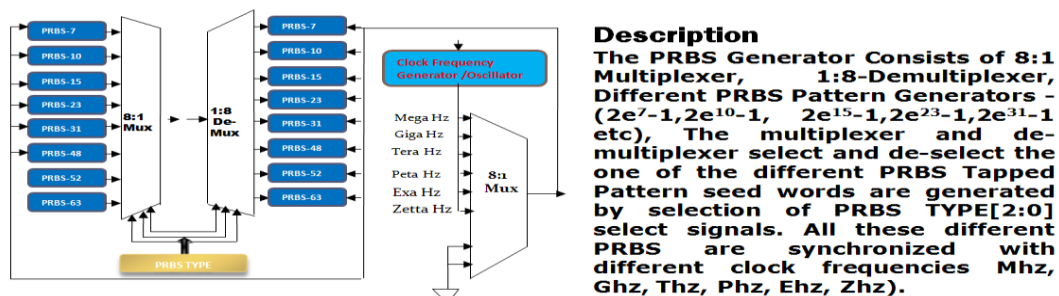 PRBS-7
PRBS-10
PRBS-15
PRBS-23
PRBS-31
PRBS-48
PRBS-52
PRBS-63
8:1
Mux
1:8
De-
Mux
PRBS-7
PRBS-10
PRBS-15
PRBS-23
PRBS-31
PRBS-48
PRBS-52
PRBS-63
PRBS TYPE
Clock Frequency
Generator /Oscillator
Mega Hz
Giga Hz
Tera Hz
Peta Hz
Exa Hz
Zetta Hz
8:1
Mux
Description
The PRBS Generator Consists of 8:1
Multiplexer, 1:8-Demultiplexer,
Different PRBS Pattern Generators -
(2e⁷-1,2e¹⁰-1, 2e¹⁵-1,2e²³-1,2e³¹-1
etc), The multiplexer and de-
multiplexer select and de-select the
one of the different PRBS Tapped
Pattern seed words are generated
by selection of PRBS TYPE[2:0]
select signals. All these different
PRBS are synchronized with
different clock frequencies Mhz,
Ghz, Thz, Phz, Ehz, Zhz).